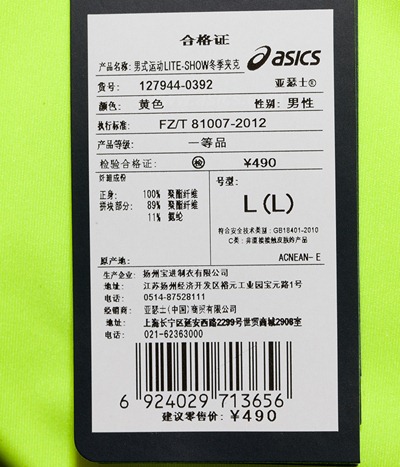 合格证
产品名称: 男式运动LITE-SHOW冬季夹克
asics
货号: 127944-0392 亚瑟士®
颜色: 黄色 性别: 男性
执行标准: FZ/T 81007-2012
产品等级: 一等品
检验合格证: 检 ¥490
纤维成份
正身: 100% 聚酯纤维
拼块部分: 89% 聚酯纤维
11% 氨纶
号型:
L(L)
符合安全技术类别: GB18401-2010
C类: 非直接接触皮肤的产品
原产地: ACNEAN-E
生产企业: 扬州宝进制衣有限公司
地址: 江苏扬州经济开发区裕元工业园宝元路1号
电话: 0514-87528111
经销商: 亚瑟士(中国)商贸有限公司
地址: 上海长宁区延安西路2299号世贸商城2906室
电话: 021-62363000
6 924029 713656
建议零售价: ¥490